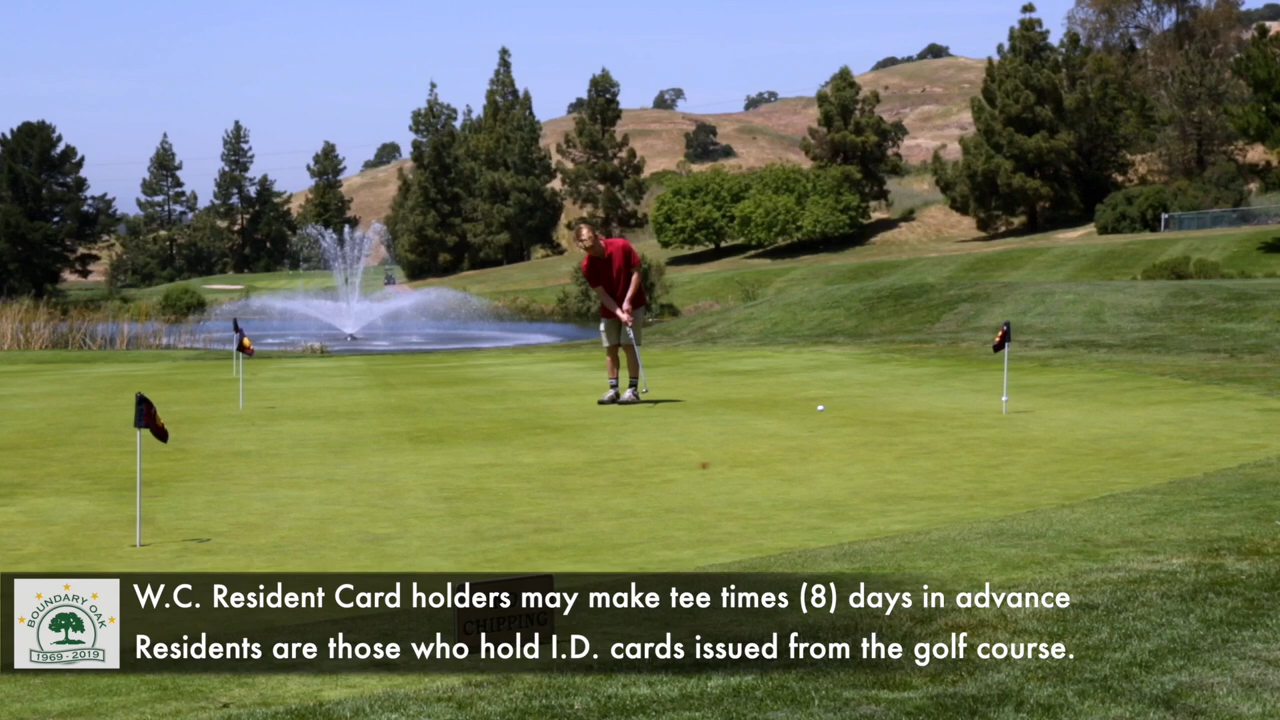 W.C. Resident Card holders may make tee times (8) days in advance
Residents are those who hold I.D. cards issued from the golf course.
BOUNDARY OAK
1969 - 2019
CHIPPING